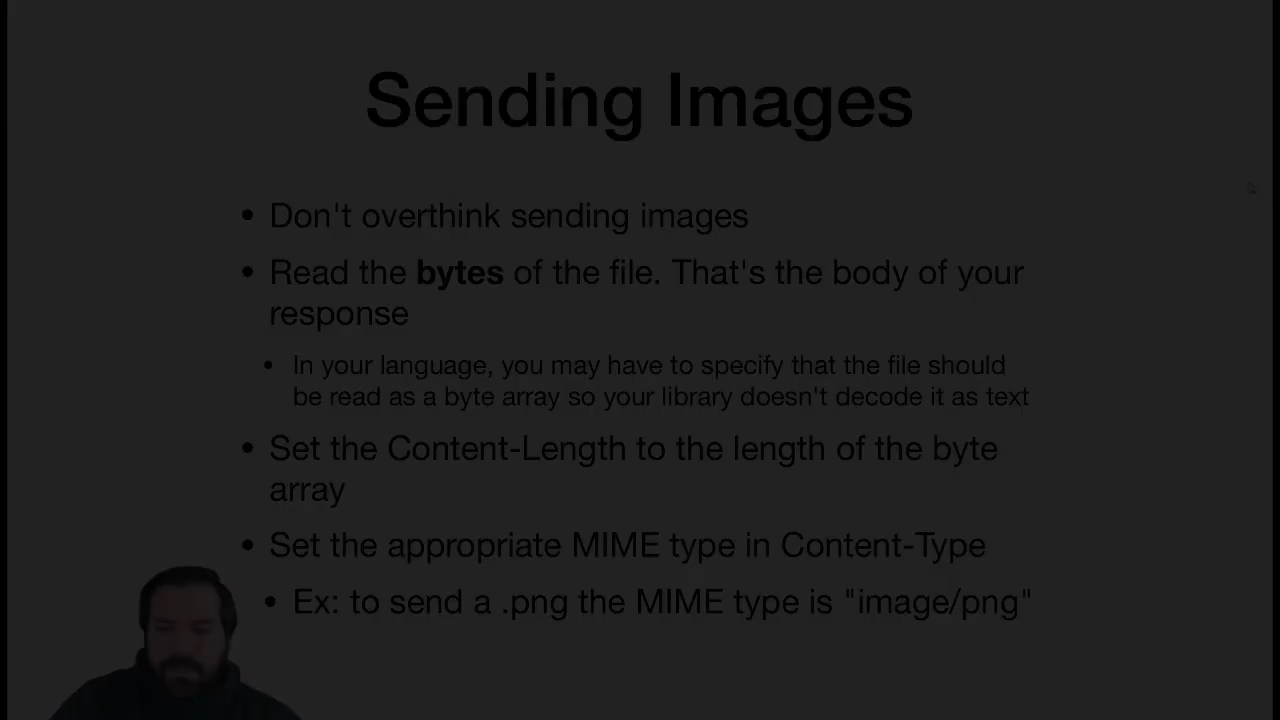 Sending Images
• Don't overthink sending images
• Read the bytes of the file. That's the body of your
response
• In your language, you may have to specify that the file should
be read as a byte array so your library doesn't decode it as text
• Set the Content-Length to the length of the byte
array
• Set the appropriate MIME type in Content-Type
• Ex: to send a .png the MIME type is "image/png"